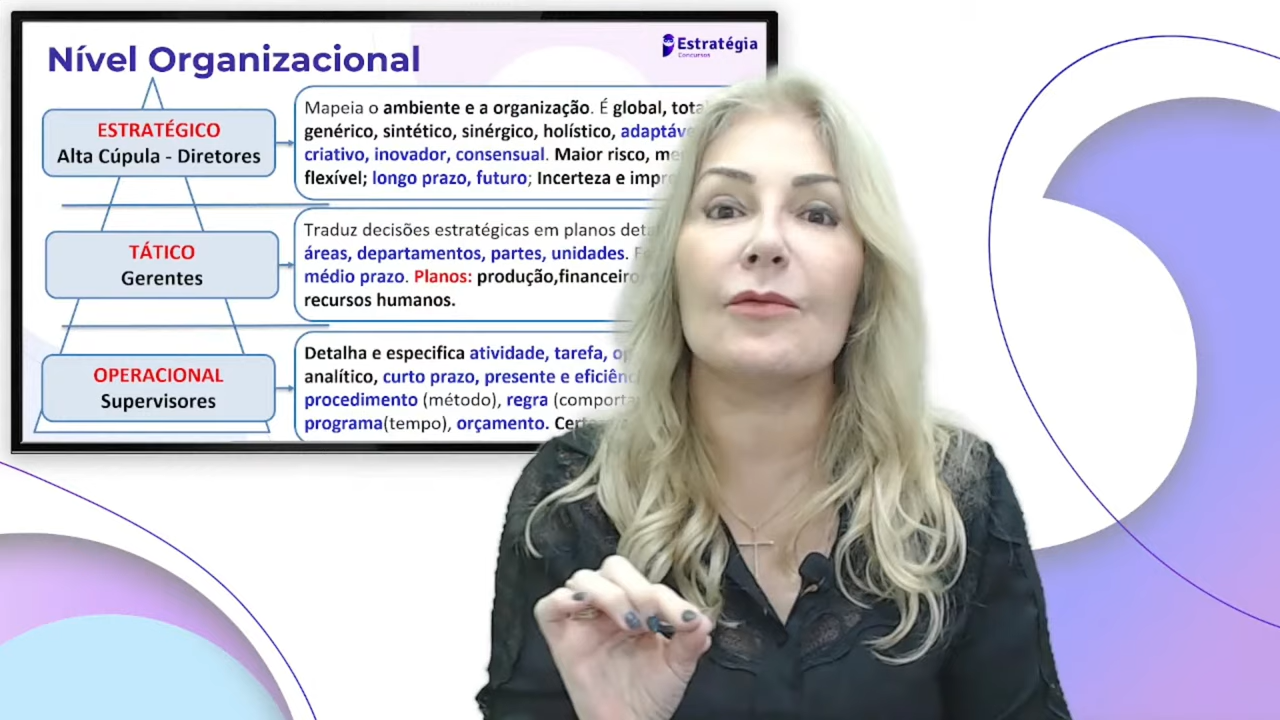 Nível Organizacional
Estratégia
Concursos
ESTRATÉGICO
Alta Cúpula - Diretores
Mapeia o ambiente e a organização. É global,
genérico, sintético, sinérgico, holístico,
criativo, inovador, consensual. Maior risco,
flexível; longo prazo, futuro; Incerteza e
TÁTICO
Gerentes
Traduz decisões estratégicas em planos
áreas, departamentos, partes, unidades.
médio prazo. Planos: produção,financeiro,
recursos humanos.
OPERACIONAL
Supervisores
Detalha e especifica atividade, tarefa,
analítico, curto prazo, presente e
procedimento (método), regra
programa(tempo), orçamento.